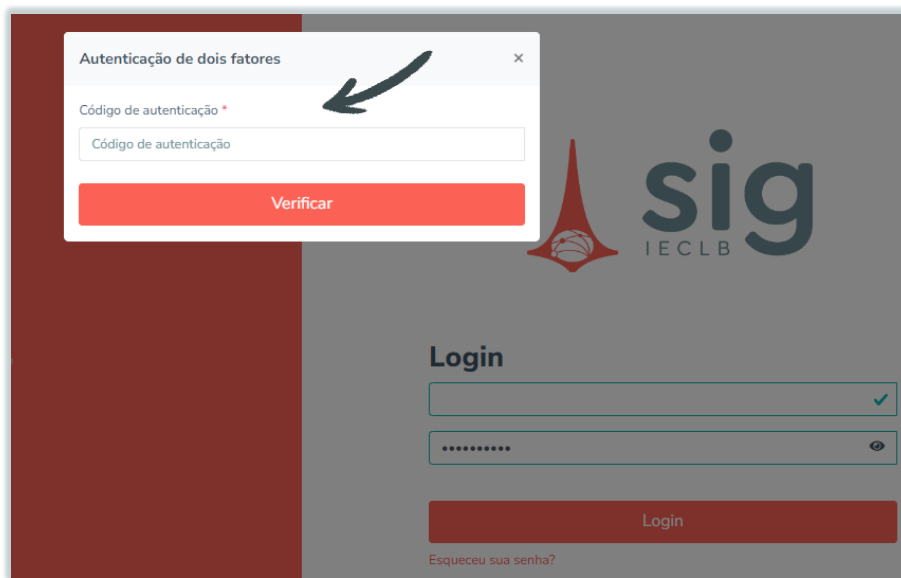 Autenticação de dois fatores ×
Código de autenticação *
Código de autenticação
Verificar
sig
IECLB
Login
••••••••••
Login
Esqueceu sua senha?